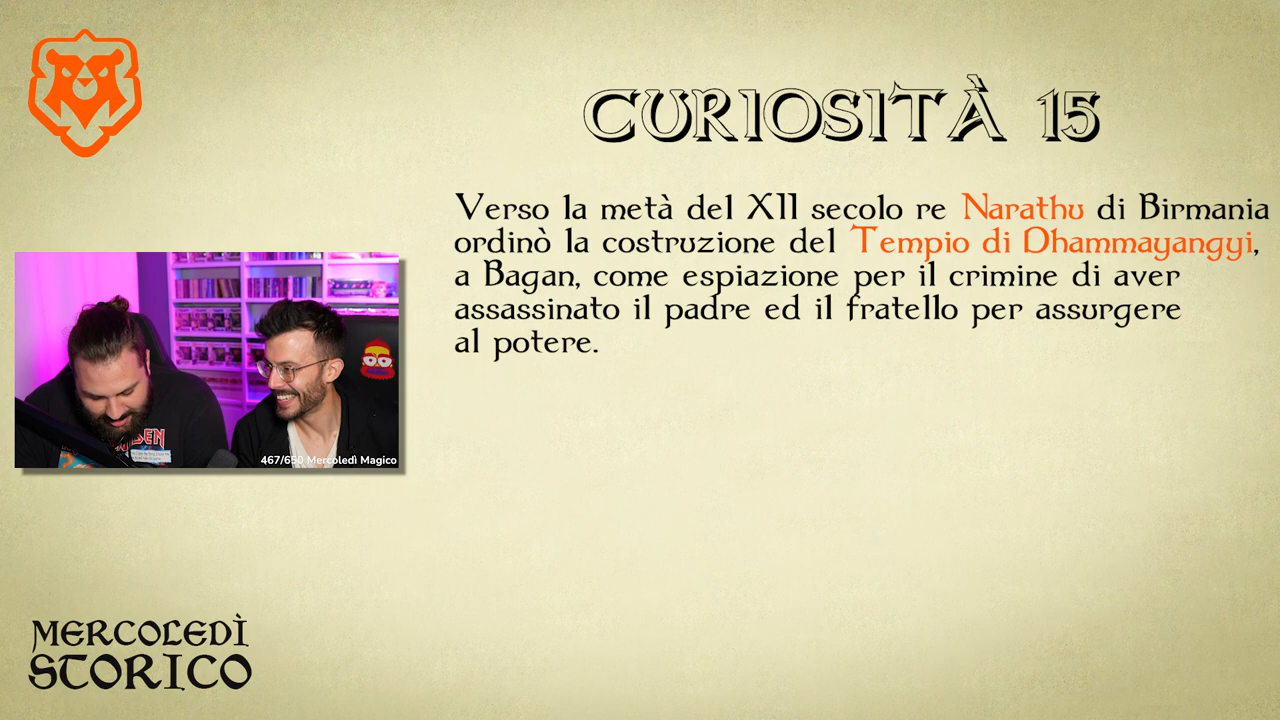 CURIOSITÀ 15
Verso la metà del XII secolo re Narathu di Birmania
ordinò la costruzione del Tempio di Dhammayangyi,
a Bagan, come espiazione per il crimine di aver
assassinato il padre ed il fratello per assurgere
al potere.
467/650 Mercoledì Magico
MERCOLEDÌ
STORICO